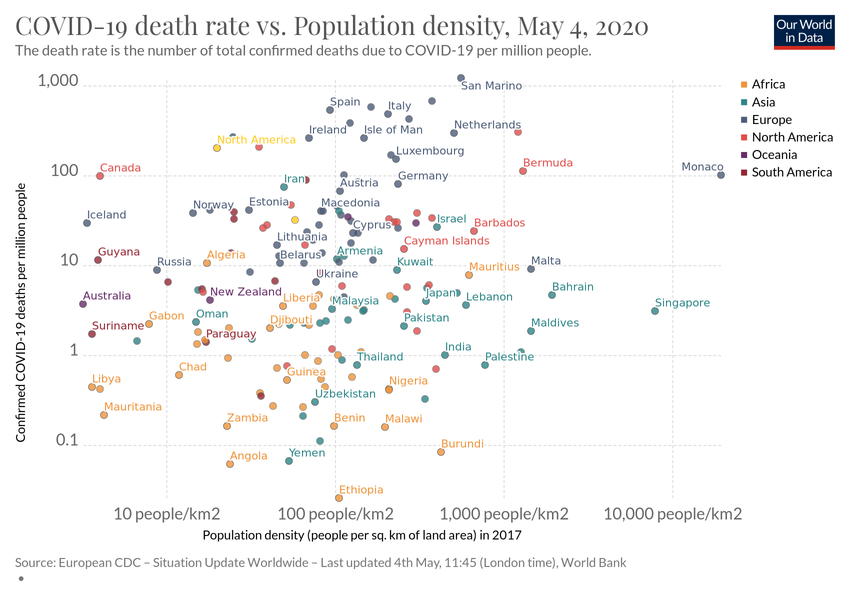 COVID-19 death rate vs. Population density, May 4, 2020
The death rate is the number of total confirmed deaths due to COVID-19 per million people.
Our World
in Data
1,000
100
10
1
0.1
Confirmed COVID-19 deaths per million people
San Marino
Spain
Italy
Ireland
Isle of Man
Netherlands
North America
Luxembourg
Canada
Bermuda
Monaco
Iran
Austria
Germany
Norway
Estonia
Macedonia
Iceland
Cyprus
Israel
Barbados
Lithuania
Cayman Islands
Guyana
Algeria
Belarus
Armenia
Russia
Kuwait
Mauritius
Malta
Ukraine
Australia
New Zealand
Liberia
Malaysia
Japan
Lebanon
Bahrain
Singapore
Gabon
Oman
Djibouti
Pakistan
Maldives
Suriname
Paraguay
Thailand
India
Palestine
Chad
Guinea
Libya
Nigeria
Uzbekistan
Mauritania
Zambia
Benin
Malawi
Angola
Yemen
Burundi
Ethiopia
Africa
Asia
Europe
North America
Oceania
South America
10 people/km2
100 people/km2
1,000 people/km2
10,000 people/km2
Population density (people per sq. km of land area) in 2017
Source: European CDC – Situation Update Worldwide – Last updated 4th May, 11:45 (London time), World Bank